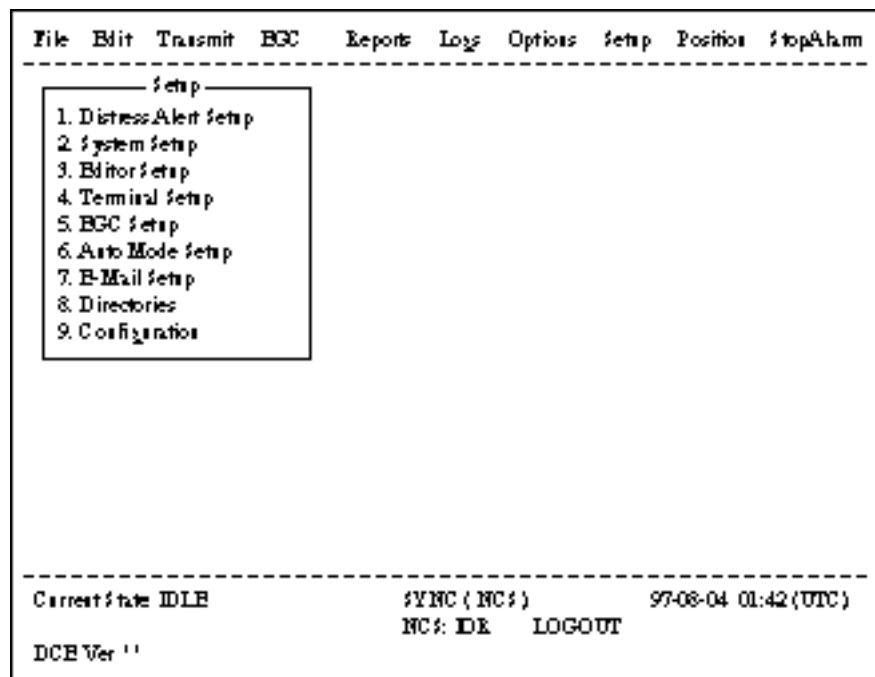 File Edit Transmit EGC Reports Logs Options Setup Position StopAlarm
Setup
1. Distress Alert Setup
2. System Setup
3. Editor Setup
4. Terminal Setup
5. EGC Setup
6. Auto Mode Setup
7. E-Mail Setup
8. Directories
9. Configuration
Current State IDLE SYNC ( NCS ) 97-08-04 01:42 (UTC)
NCS: IDR LOGOUT
DCE Ver ''